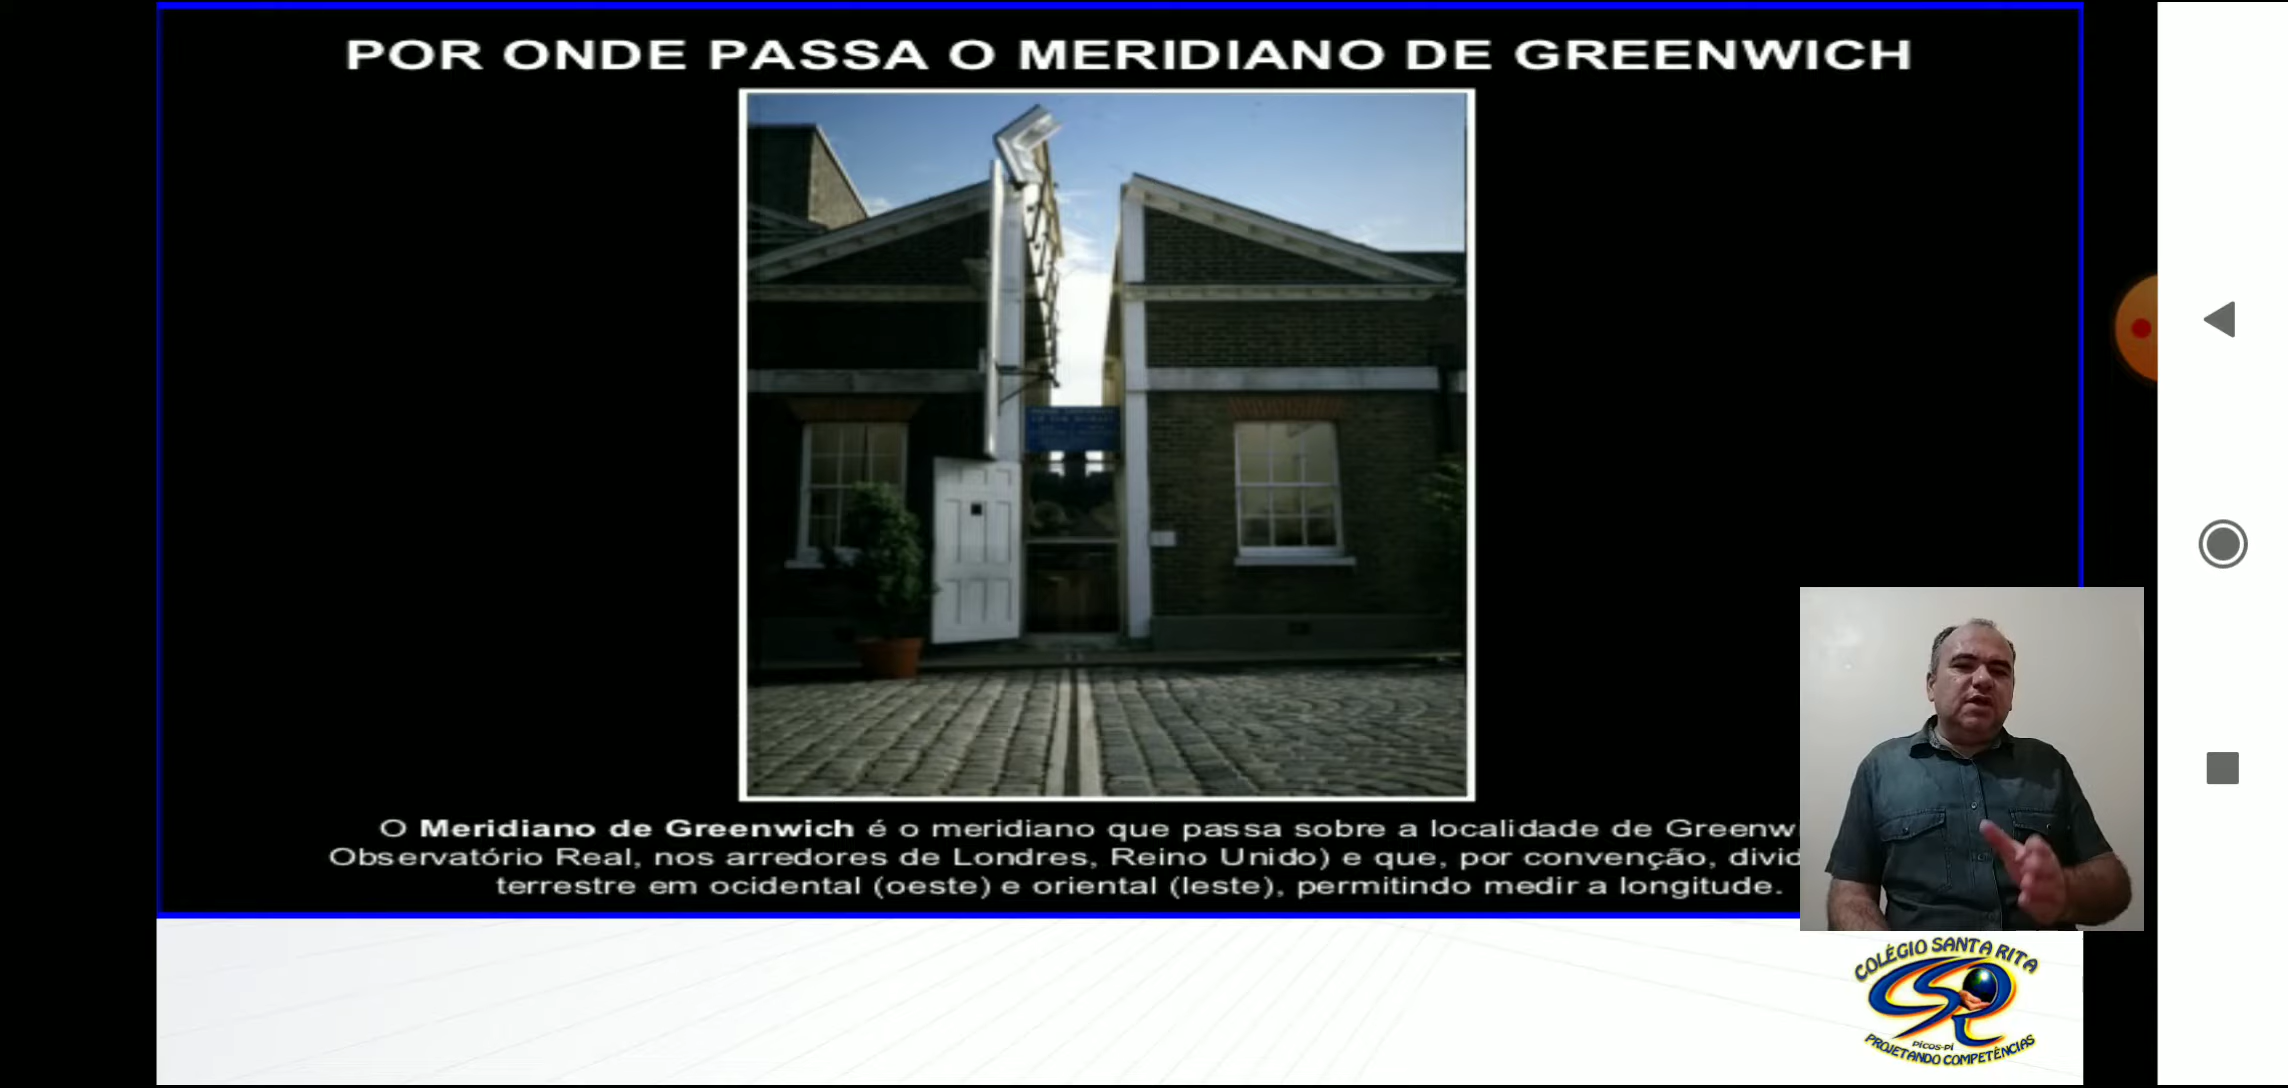 POR ONDE PASSA O MERIDIANO DE GREENWICH
O Meridiano de Greenwich é o meridiano que passa sobre a localidade de
Observatório Real, nos arredores de Londres, Reino Unido) e que, por convenção,
terrestre em ocidental (oeste) e oriental (leste), permitindo medir a longitude.
COLÉGIO SANTA RITA
PICOS-PI
PROJETANDO COMPETÊNCIAS